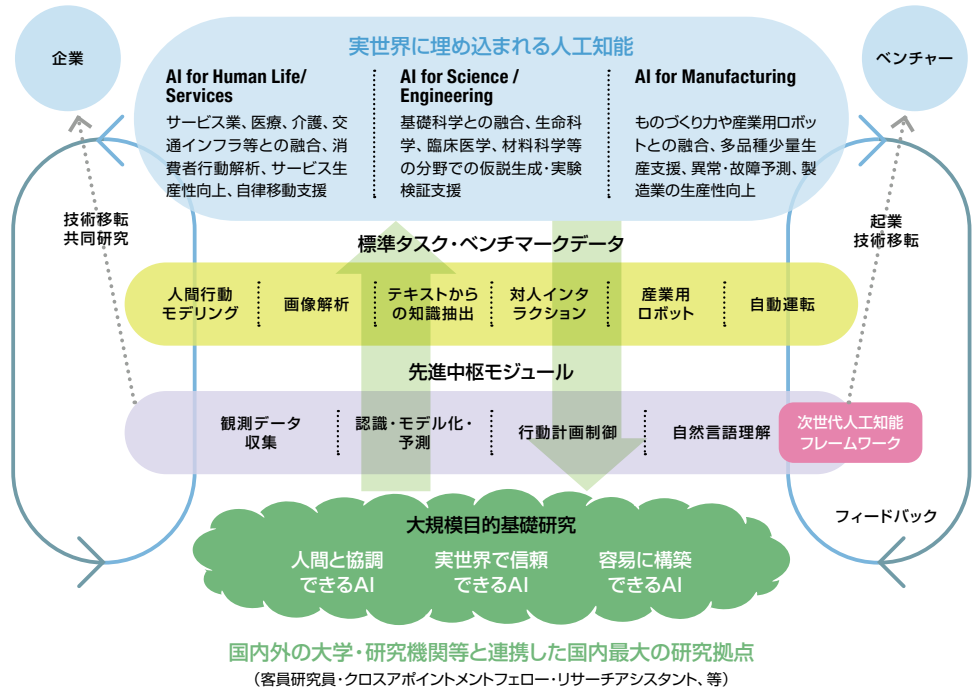 企業
実世界に埋め込まれる人工知能
ベンチャー
AI for Human Life/
Services
サービス業、医療、介護、交
通インフラ等との融合、消
費者行動解析、サービス生
産性向上、自律移動支援
AI for Science /
Engineering
基礎科学との融合、生命科
学、臨床医学、材料科学等
の分野での仮説生成・実験
検証支援
AI for Manufacturing
ものづくり力や産業用ロボッ
トとの融合、多品種少量生
産支援、異常・故障予測、製
造業の生産性向上
技術移転
共同研究
起業
技術移転
標準タスク・ベンチマークデータ
人間行動
モデリング
画像解析
テキストから
の知識抽出
対人インタ
ラクション
産業用
ロボット
自動運転
先進中枢モジュール
観測データ
収集
認識・モデル化・
予測
行動計画制御
自然言語理解
次世代人工知能
フレームワーク
フィードバック
大規模目的基礎研究
人間と協調
できるAI
実世界で信頼
できるAI
容易に構築
できるAI
国内外の大学・研究機関等と連携した国内最大の研究拠点
（客員研究員・クロスアポイントメントフェロー・リサーチアシスタント、等）